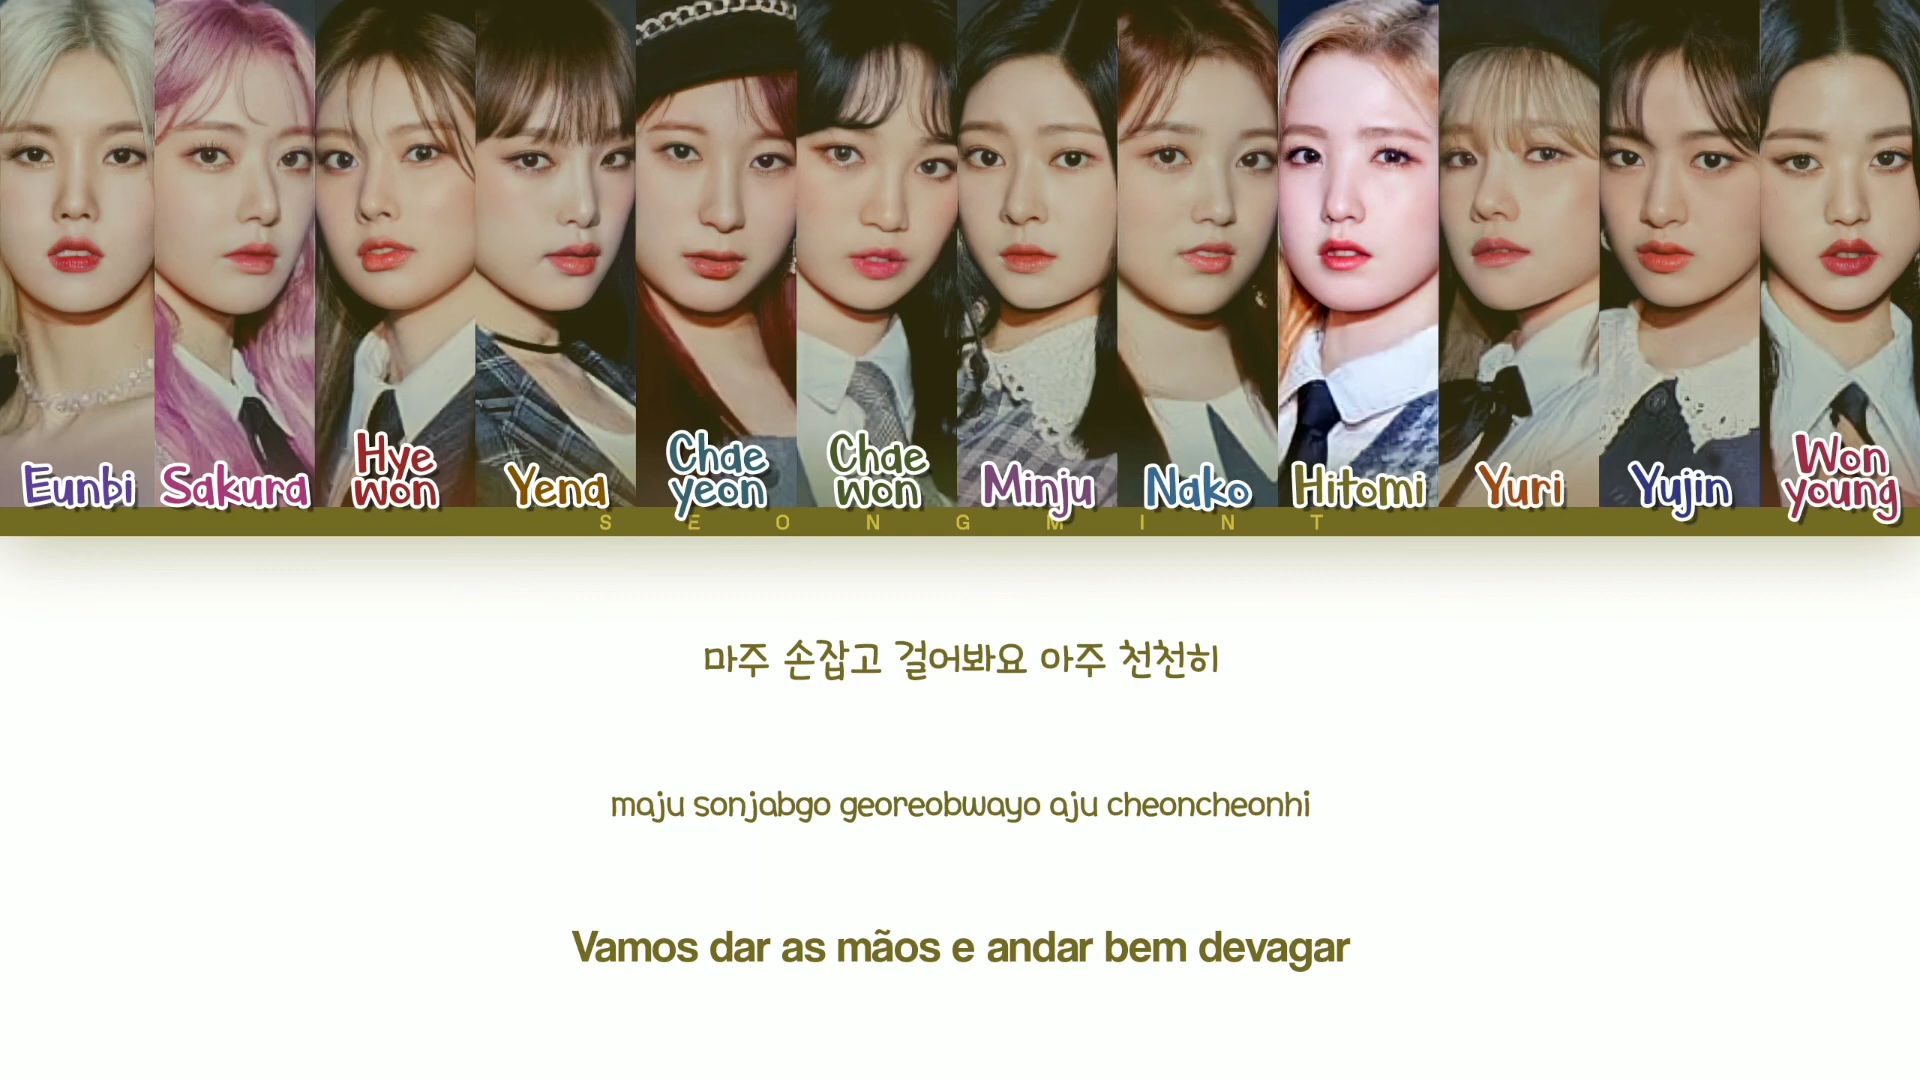 Eunbi
Sakura
Hye
won
Yena
Chae
yeon
Chae
won
Minju
Nako
Hitomi
Yuri
Yujin
Won
young
SEONGMINT
마주 손잡고 걸어봐요 아주 천천히
maju sonjabgo georeobwayo aju cheoncheonhi
Vamos dar as mãos e andar bem devagar